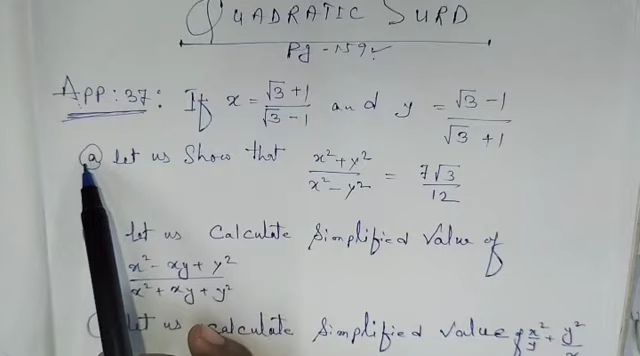 QUADRATIC SURD
Pg - 159
App: 37: If x = (√3 + 1)/(√3 - 1) and y = (√3 - 1)/(√3 + 1)
(a) Let us Show that (x² + y²)/(x² - y²) = 7√3/12
Let us Calculate Simplified Value of
(x² - xy + y²)/(x² + xy + y²)
Let us calculate Simplified Value of x²/y + y²/x